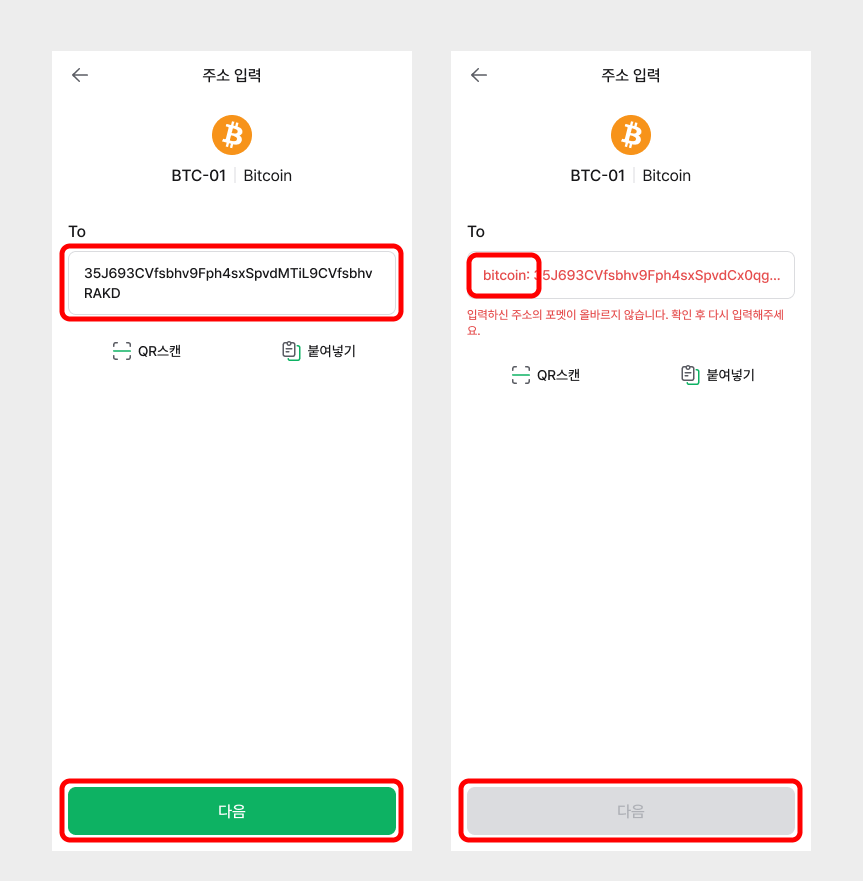 주소 입력
BTC-01 Bitcoin
To
35J693CVfsbhv9Fph4sxSpvdMTiL9CVfsbhv
RAKD
QR스캔 붙여넣기
다음
주소 입력
BTC-01 Bitcoin
To
bitcoin: 35J693CVfsbhv9Fph4sxSpvdCx0qg...
입력하신 주소의 포멧이 올바르지 않습니다. 확인 후 다시 입력해주세
요.
QR스캔 붙여넣기
다음